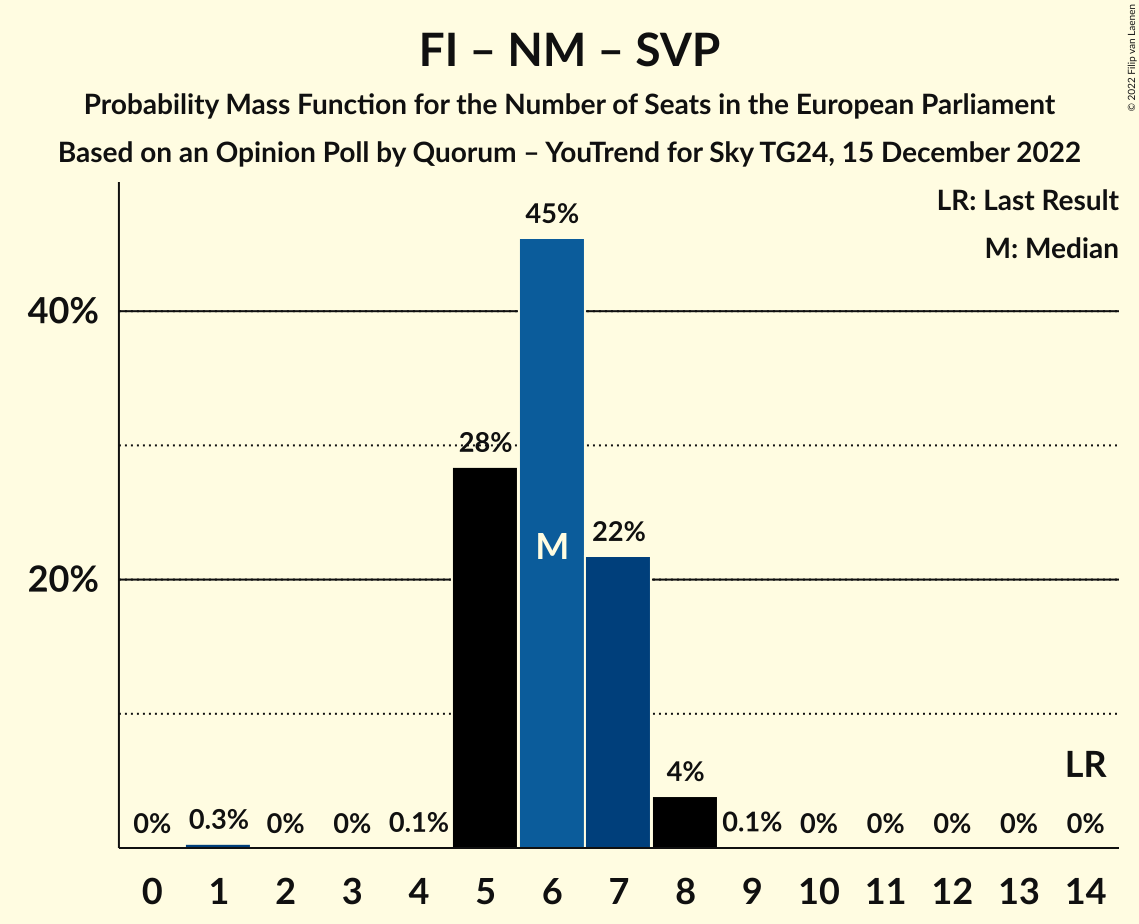 FI – NM – SVP
Probability Mass Function for the Number of Seats in the European Parliament
Based on an Opinion Poll by Quorum – YouTrend for Sky TG24, 15 December 2022
© 2022 Filip van Laenen
LR: Last Result
M: Median
45%
40%
28%
M
22%
20%
LR
4%
0% 0.3% 0% 0% 0.1% 0.1% 0% 0% 0% 0% 0%
0 1 2 3 4 5 6 7 8 9 10 11 12 13 14